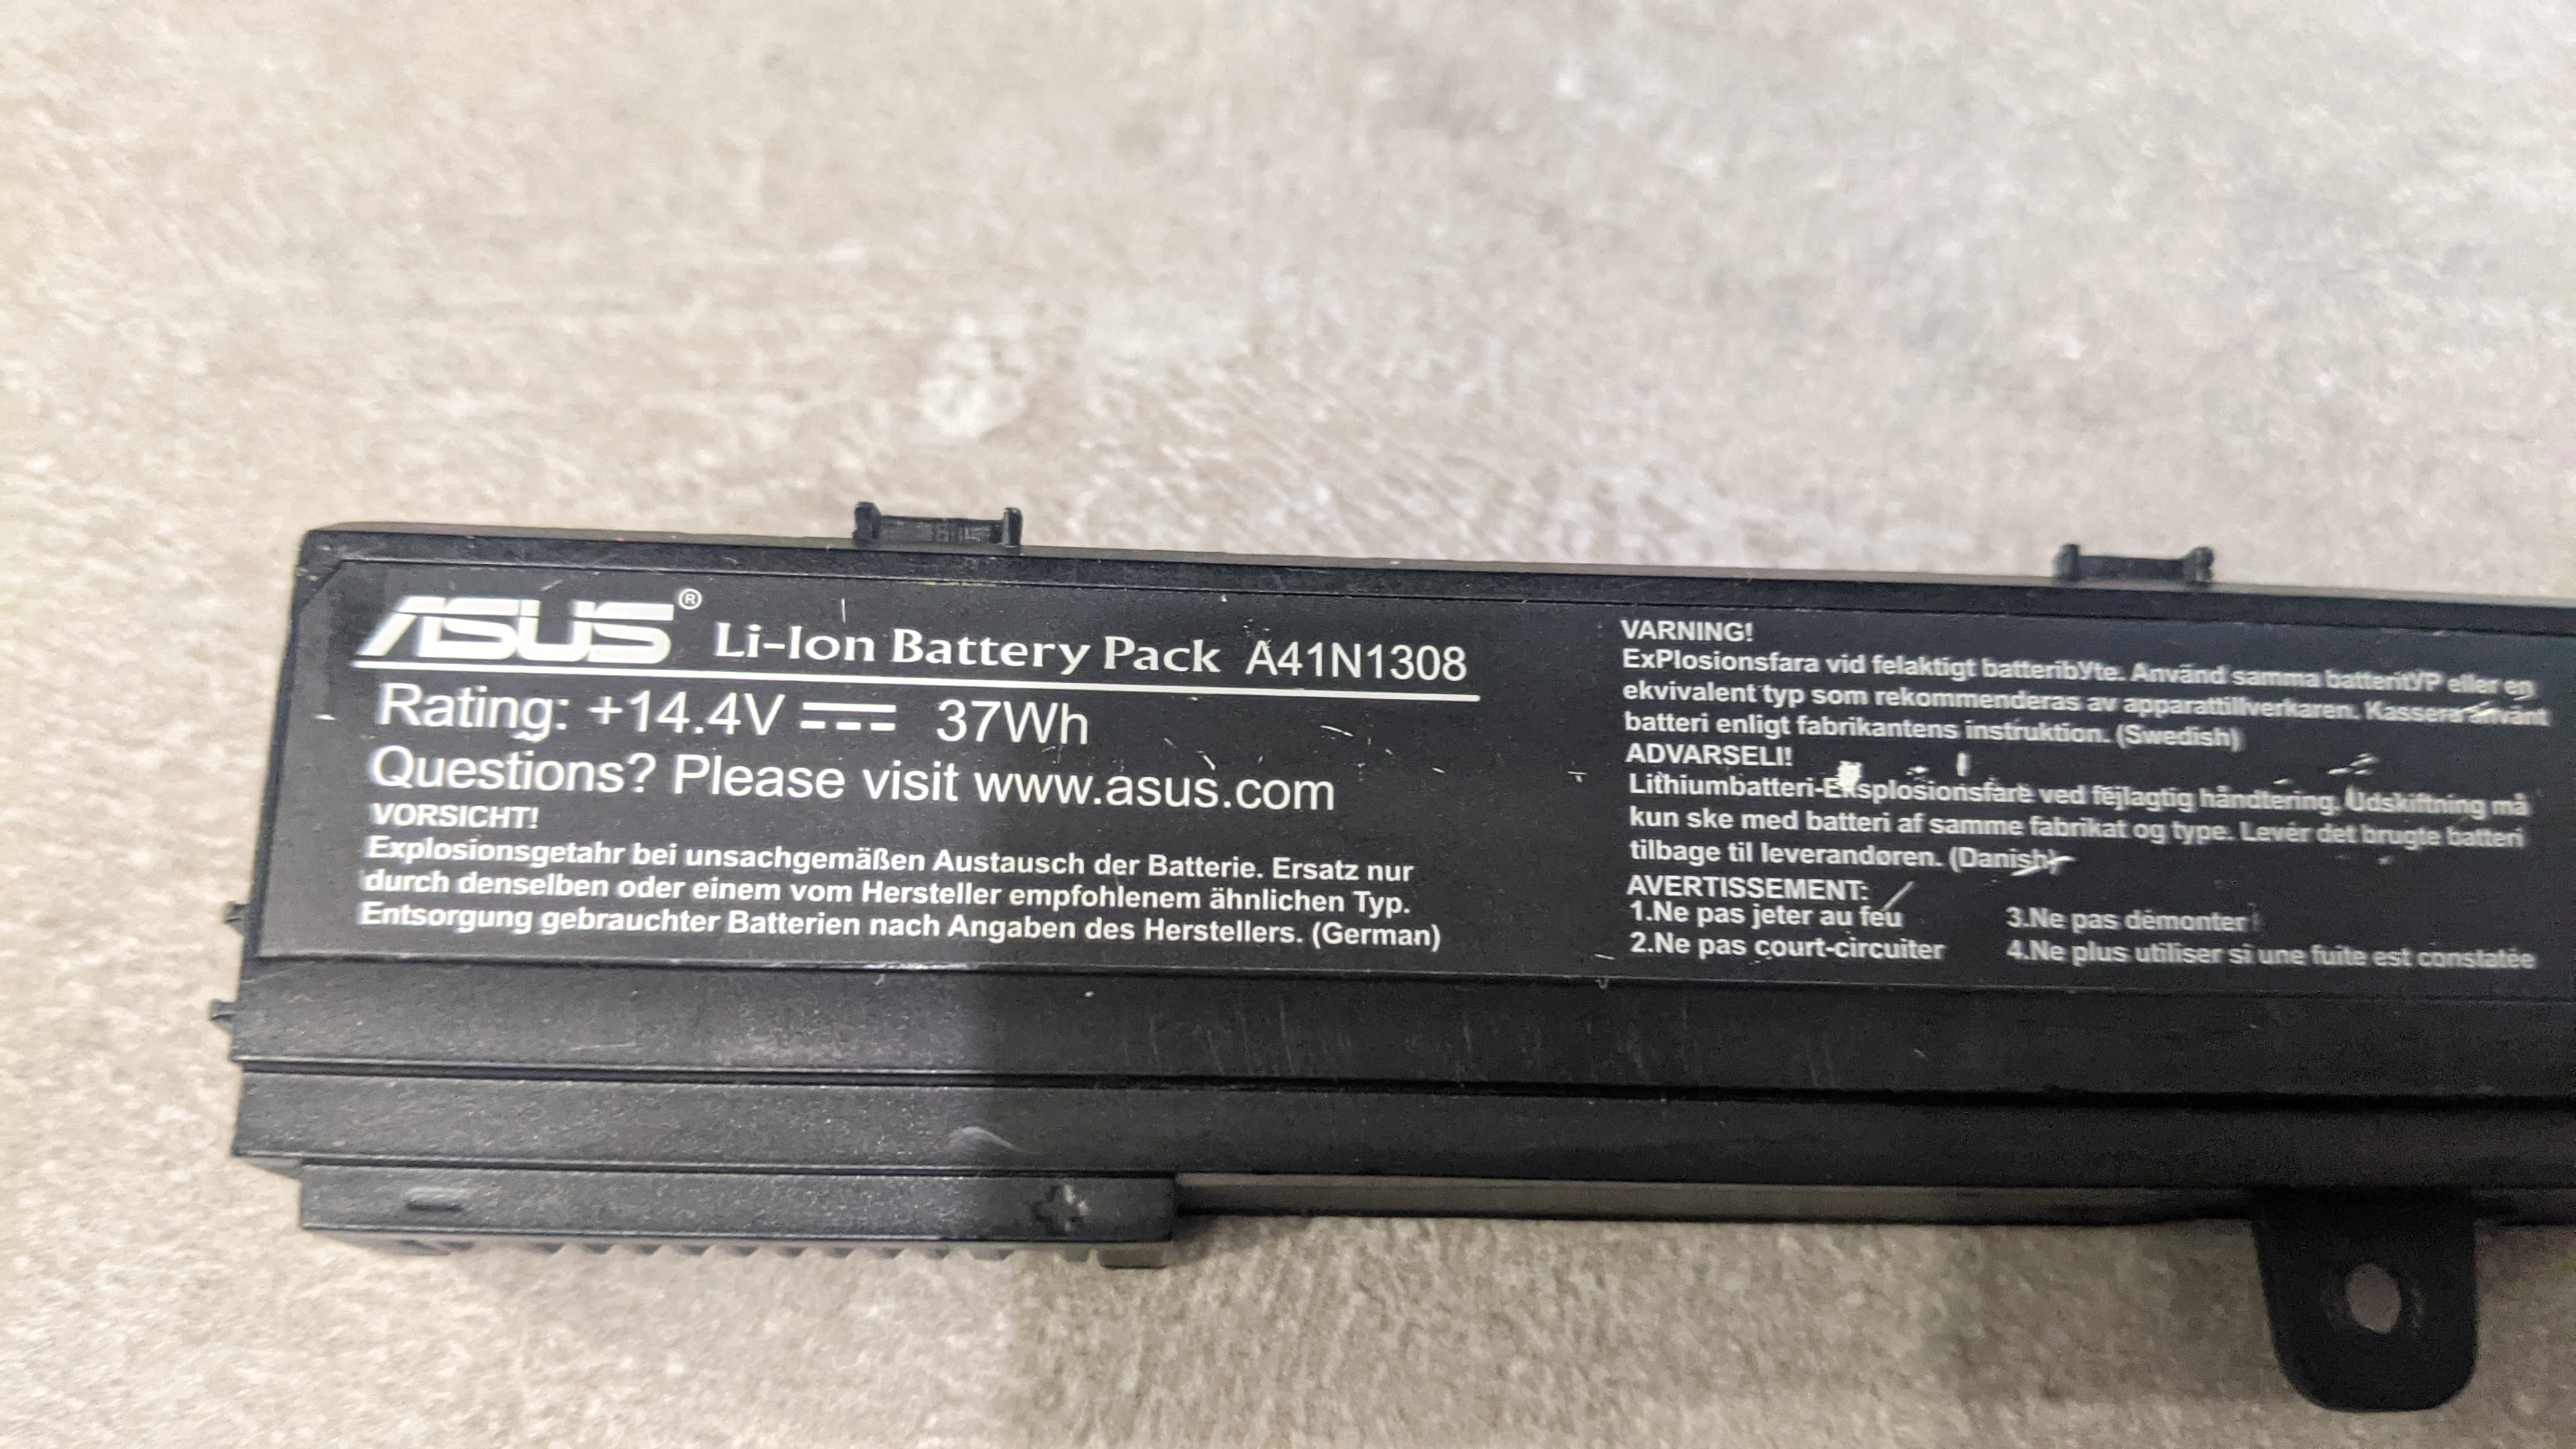 ASUS® Li-Ion Battery Pack A41N1308
Rating: +14.4V 37Wh
Questions? Please visit www.asus.com
VORSICHT!
Explosionsgetahr bei unsachgemäßen Austausch der Batterie. Ersatz nur
durch denselben oder einem vom Hersteller empfohlenem ähnlichen Typ.
Entsorgung gebrauchter Batterien nach Angaben des Herstellers. (German)
VARNING!
ExPlosionsfara vid felaktigt batteribYte. Använd samma batteritYP eller en
ekvivalent typ som rekommenderas av apparattillverkaren. Kassera använt
batteri enligt fabrikantens instruktion. (Swedish)
ADVARSELI!
Lithiumbatteri-Eksplosionsfare ved fejlagtig håndtering. Udskiftning må
kun ske med batteri af samme fabrikat og type. Levér det brugte batteri
tilbage til leverandøren. (Danish)
AVERTISSEMENT:
1.Ne pas jeter au feu 3.Ne pas démonter
2.Ne pas court-circuiter 4.Ne plus utiliser si une fuite est constatée
- +